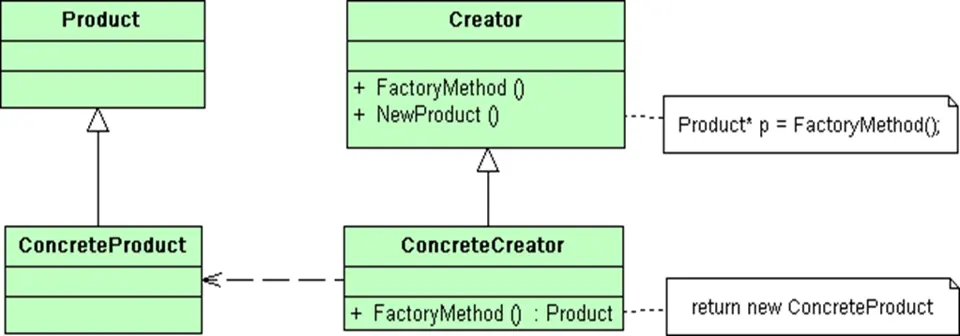 Product
Creator
+ FactoryMethod ()
+ NewProduct ()
Product* p = FactoryMethod();
ConcreteProduct
ConcreteCreator
+ FactoryMethod () : Product
return new ConcreteProduct